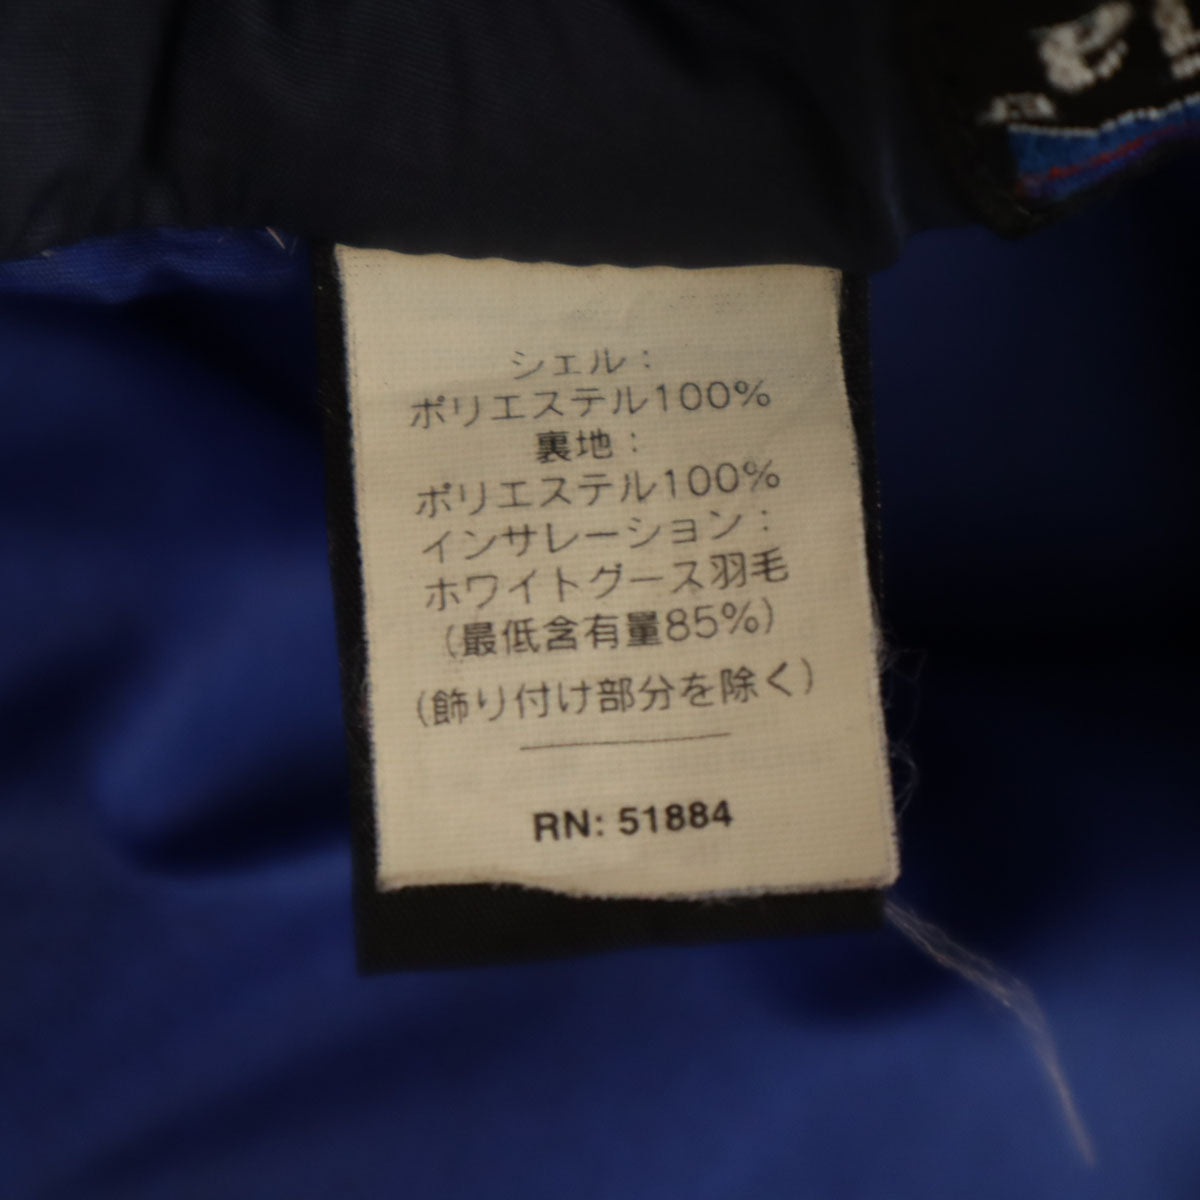 シェル：
ポリエステル100%
裏地：
ポリエステル100%
インサレーション：
ホワイトグース羽毛
(最低含有量85%)
(飾り付け部分を除く)
RN: 51884